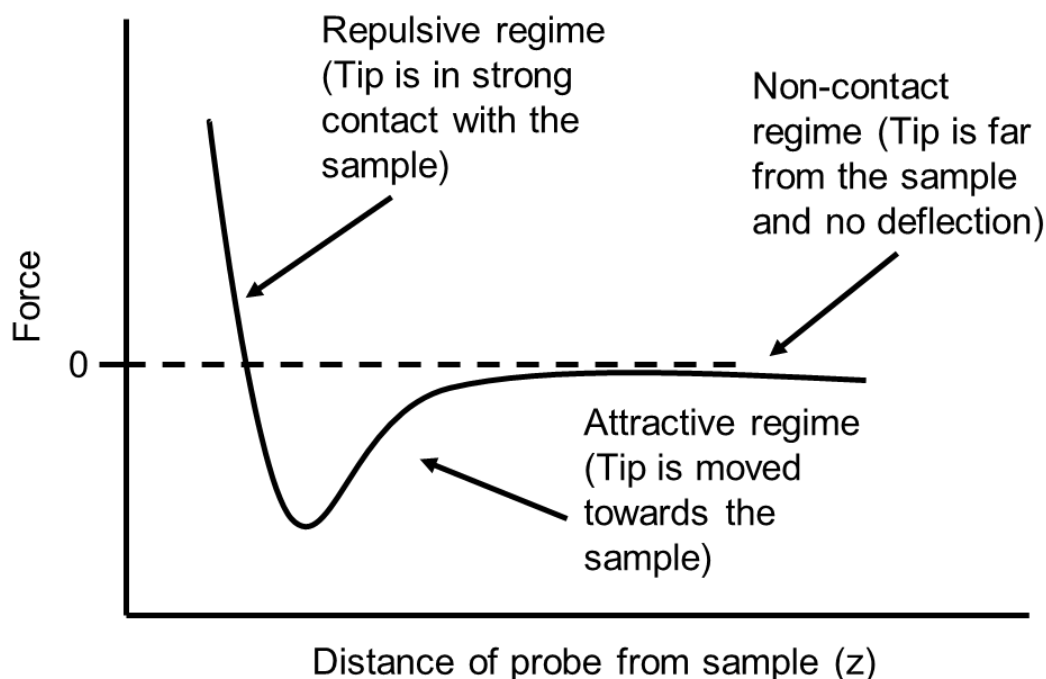 Repulsive regime
(Tip is in strong
contact with the
sample)
Non-contact
regime (Tip is far
from the sample
and no deflection)
Force
0
Attractive regime
(Tip is moved
towards the
sample)
Distance of probe from sample (z)